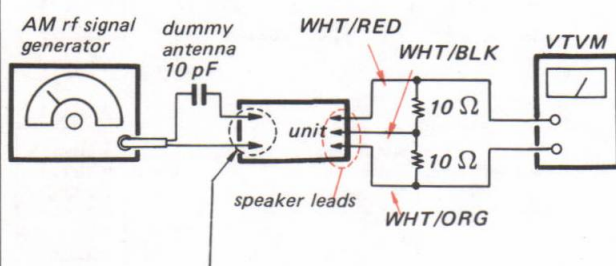 AM rf signal
generator
dummy
antenna
10 pF
WHT/RED
WHT/BLK
VTVM
unit
10 Ω
10 Ω
speaker leads
WHT/ORG